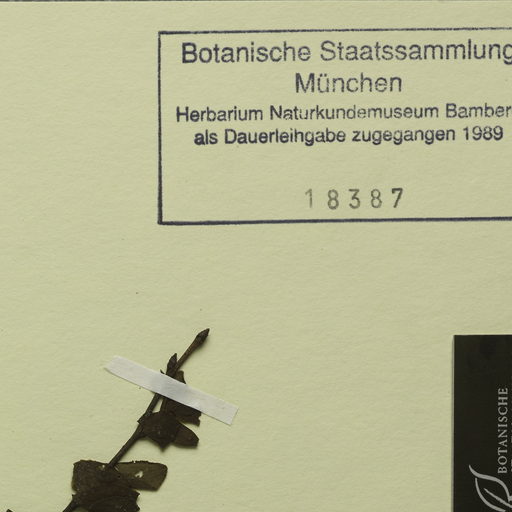 Botanische Staatssammlung
München
Herbarium Naturkundemuseum Bamber
als Dauerleihgabe zugegangen 1989
18387
BOTANISCHE